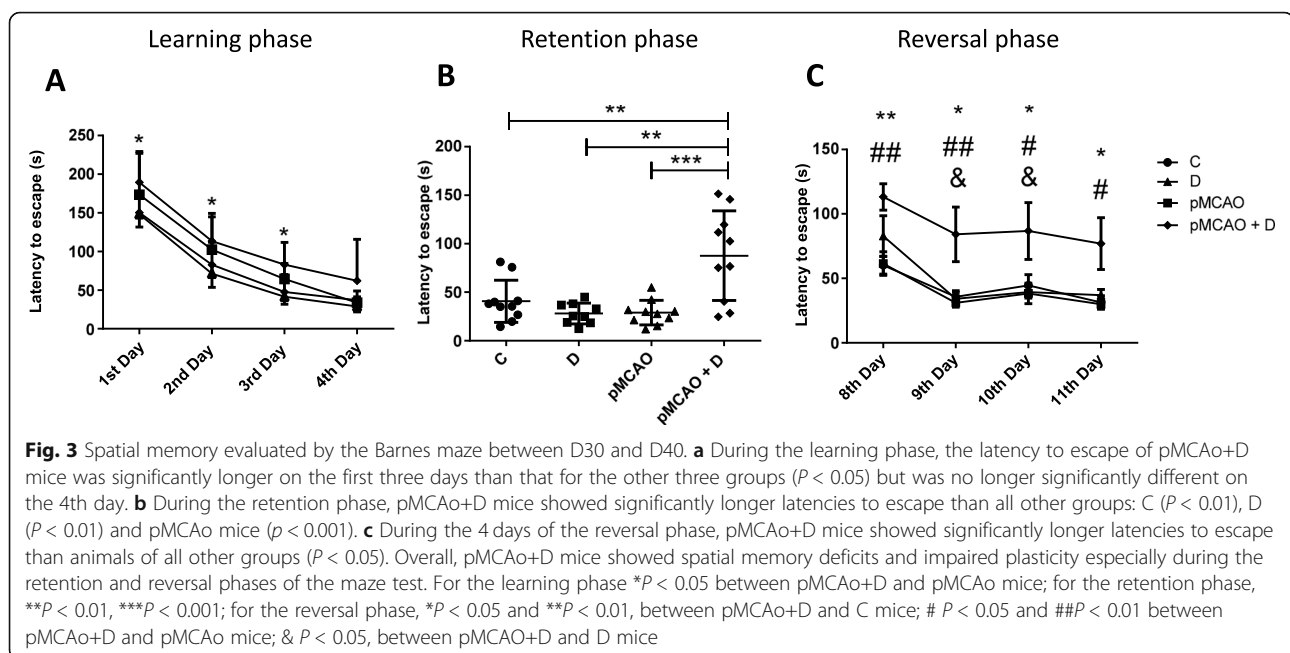 Learning phase
Retention phase
Reversal phase
A
B
C
Latency to escape (s)
250
200
150
100
50
0
*
*
*
1st Day
2nd Day
3rd Day
4th Day
Latency to escape (s)
200
150
100
50
0
**
**
***
C
D
pMCAO
pMCAO + D
Latency to escape (s)
150
100
50
0
**
##
*
##
&
*
#
&
*
#
8th Day
9th Day
10th Day
11th Day
C
D
pMCAO
pMCAO + D
Fig. 3 Spatial memory evaluated by the Barnes maze between D30 and D40. a During the learning phase, the latency to escape of pMCAo+D
mice was significantly longer on the first three days than that for the other three groups (P < 0.05) but was no longer significantly different on
the 4th day. b During the retention phase, pMCAo+D mice showed significantly longer latencies to escape than all other groups: C (P < 0.01), D
(P < 0.01) and pMCAo mice (p < 0.001). c During the 4 days of the reversal phase, pMCAo+D mice showed significantly longer latencies to escape
than animals of all other groups (P < 0.05). Overall, pMCAo+D mice showed spatial memory deficits and impaired plasticity especially during the
retention and reversal phases of the maze test. For the learning phase *P < 0.05 between pMCAo+D and pMCAo mice; for the retention phase,
**P < 0.01, ***P < 0.001; for the reversal phase, *P < 0.05 and **P < 0.01, between pMCAo+D and C mice; # P < 0.05 and ##P < 0.01 between
pMCAo+D and pMCAo mice; & P < 0.05, between pMCAO+D and D mice